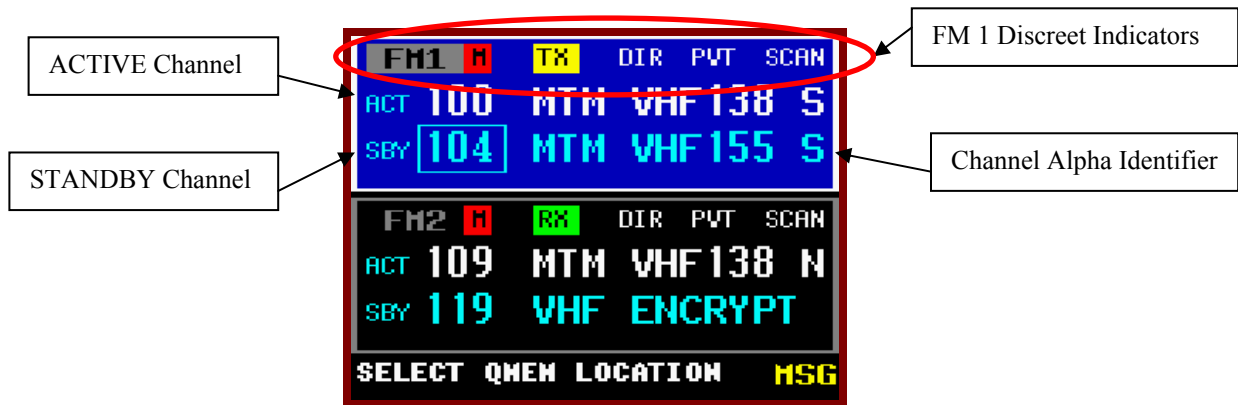 ACTIVE Channel
STANDBY Channel
FM 1 Discreet Indicators
Channel Alpha Identifier
FM1 M TX DIR PVT SCAN
ACT 100 MTM VHF138 S
SBY 104 MTM VHF155 S
FM2 M RX DIR PVT SCAN
ACT 109 MTM VHF138 N
SBY 119 VHF ENCRYPT
SELECT QMEM LOCATION MSG